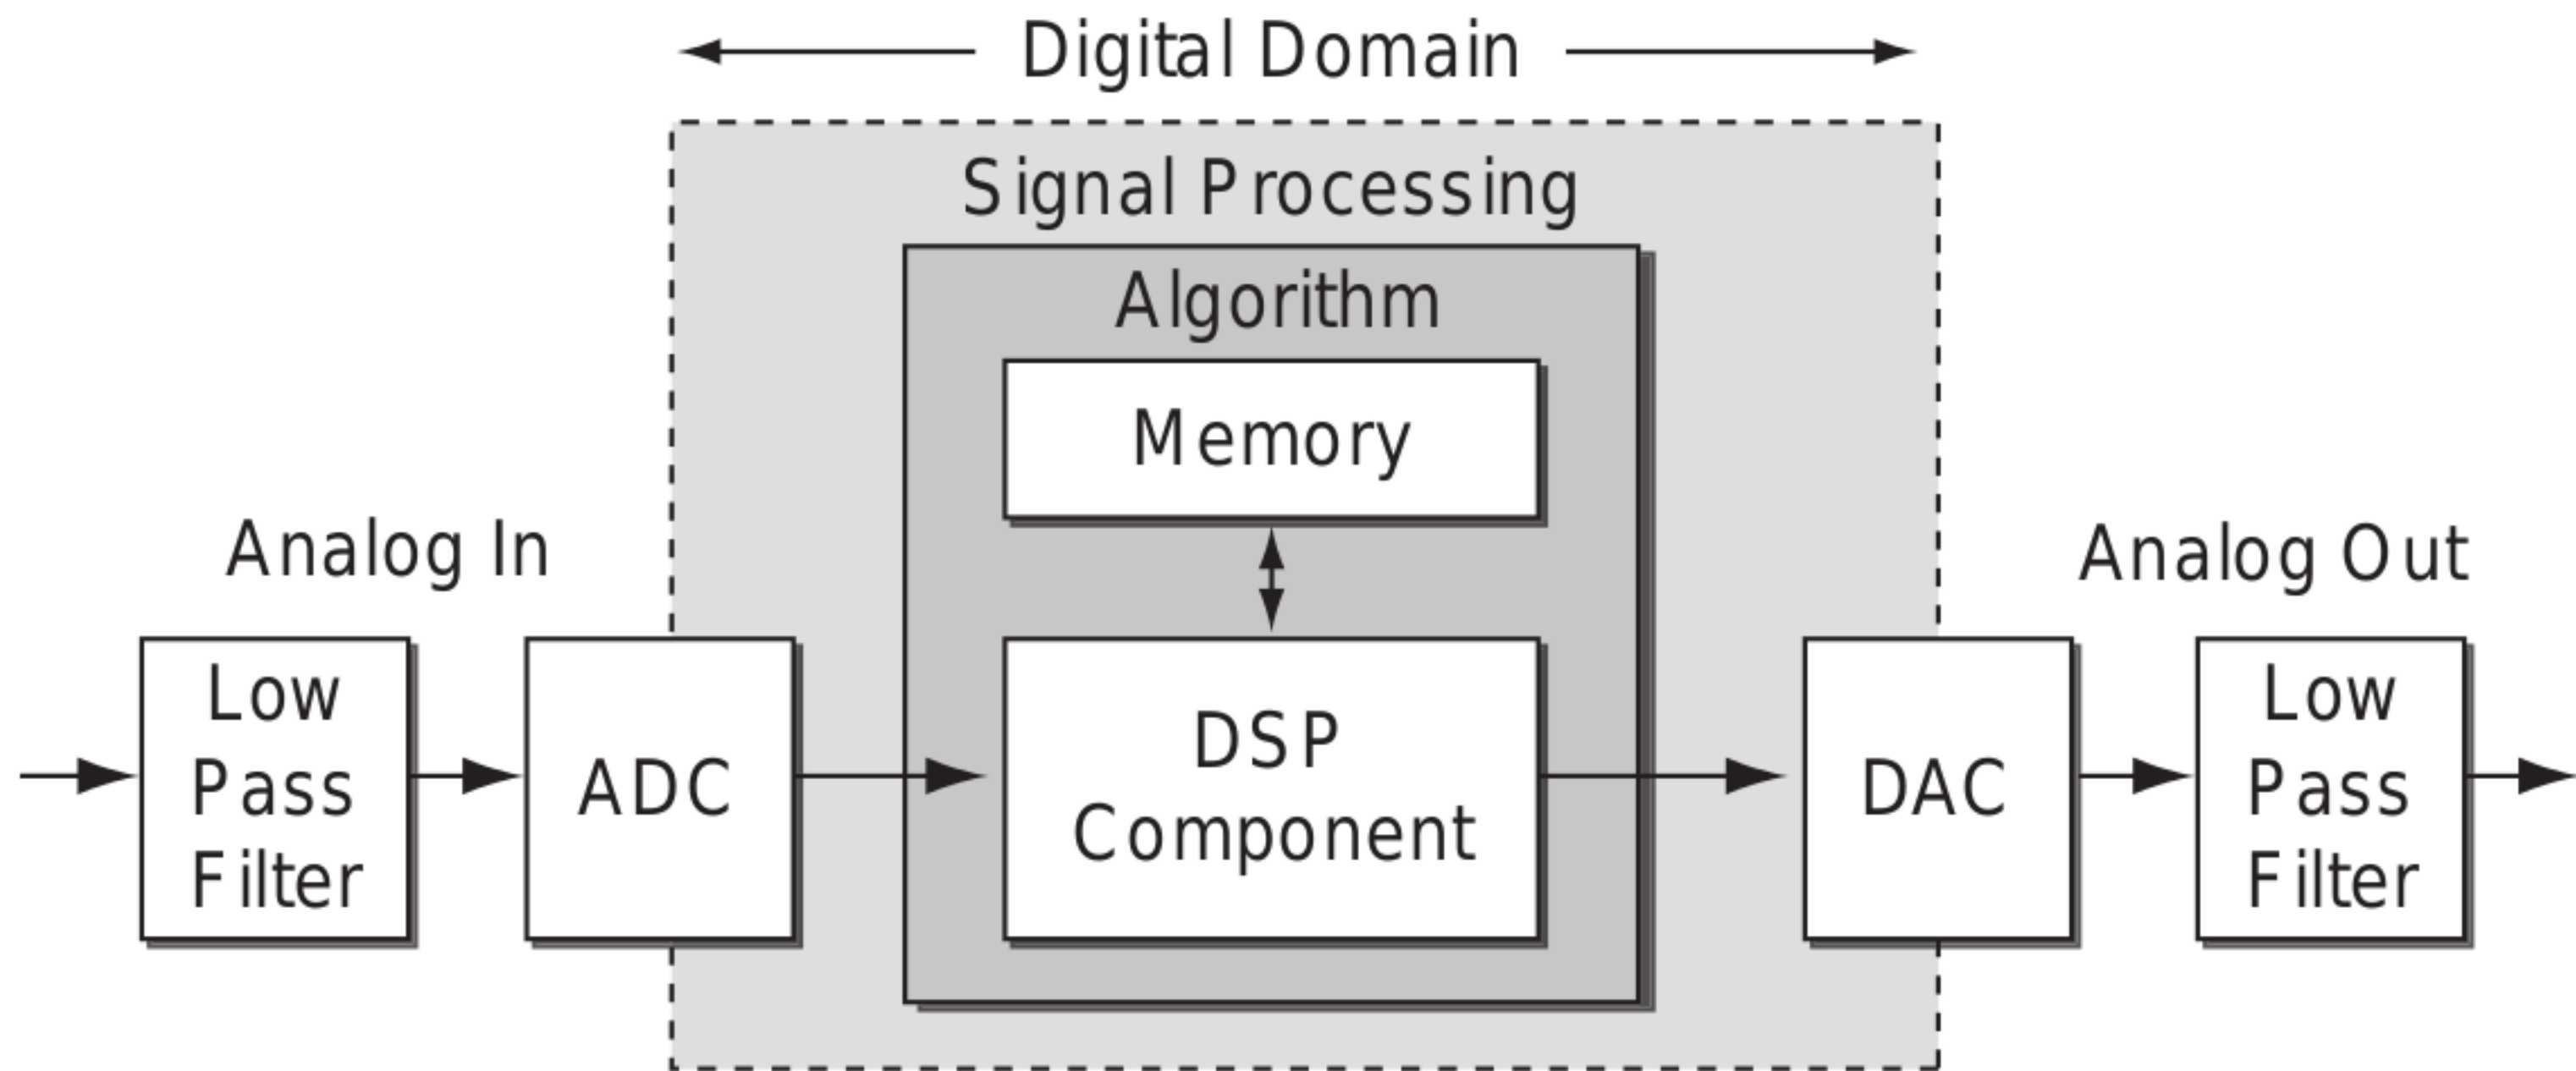 Digital Domain
Signal Processing
Algorithm
Memory
Analog In
Analog Out
Low
Pass
Filter
ADC
DSP
Component
DAC
Low
Pass
Filter